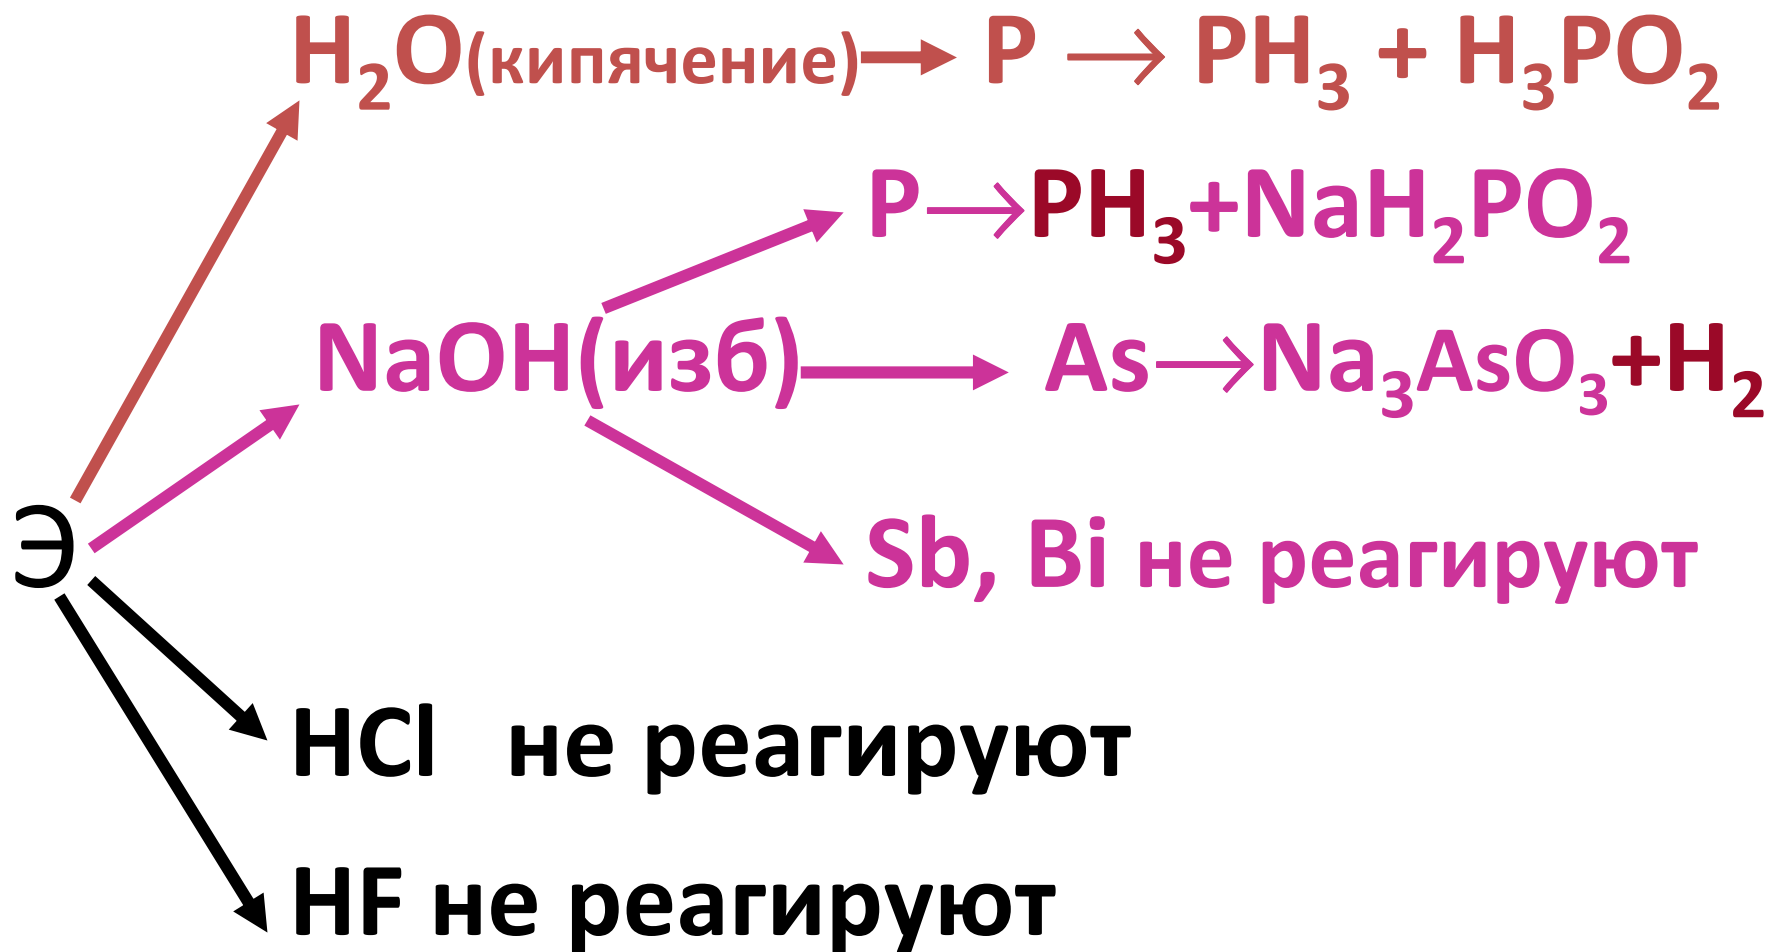 H₂O(кипячение) → P → PH₃ + H₃PO₂
P → PH₃+NaH₂PO₂
NaOH(изб) → As → Na₃AsO₃+H₂
Э
Sb, Bi не реагируют
HCl не реагируют
HF не реагируют